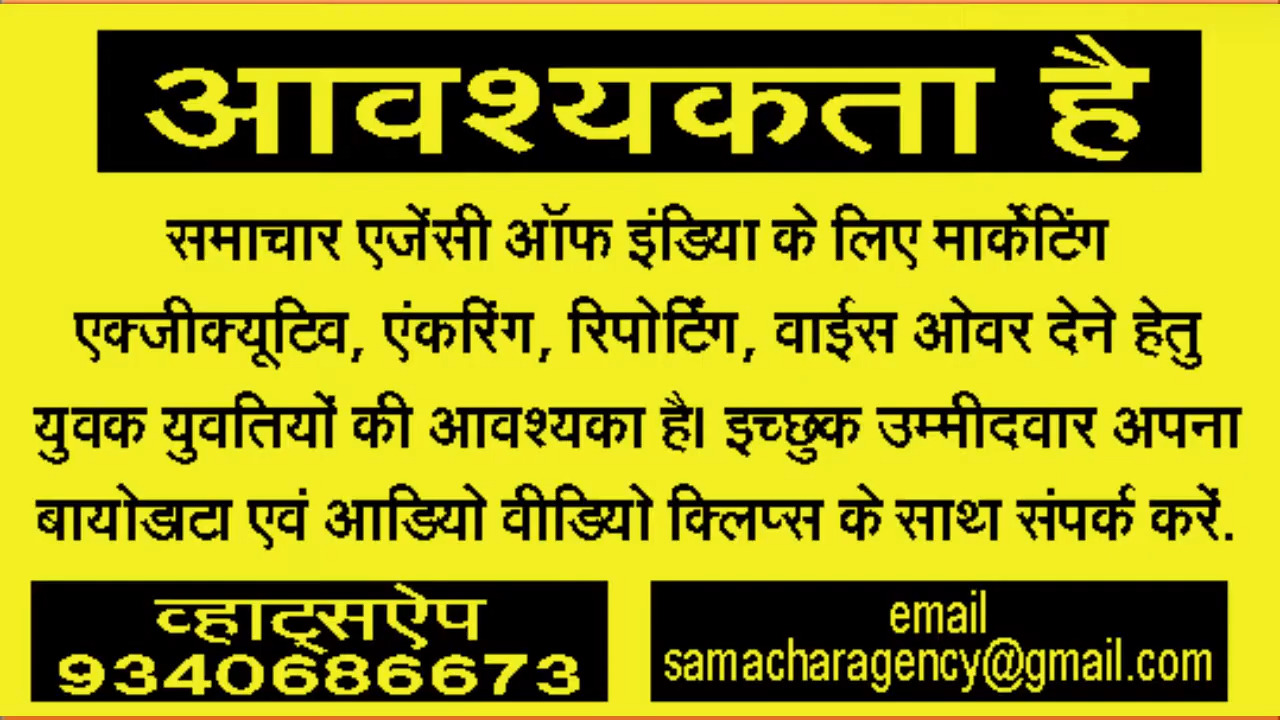 आवश्यकता है
समाचार एजेंसी ऑफ इंडिया के लिए मार्केटिंग
एक्जीक्यूटिव, एंकरिंग, रिपोर्टिंग, वाईस ओवर देने हेतु
युवक युवतियों की आवश्यका है। इच्छुक उम्मीदवार अपना
बायोडाटा एवं आडियो वीडियो क्लिप्स के साथ संपर्क करें.
व्हाट्सऐप
9340686673
email
samacharagency@gmail.com